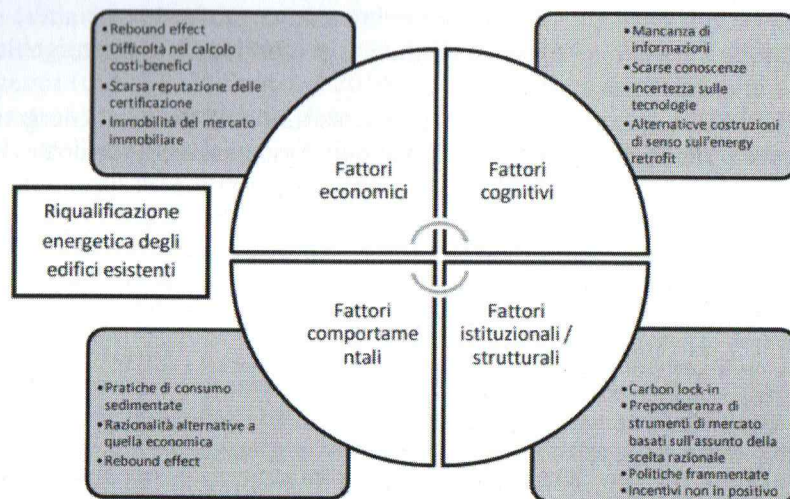 • Rebound effect
• Difficoltà nel calcolo
costi-benefici
• Scarsa reputazione delle
certificazione
• Immobilità del mercato
immobiliare
• Mancanza di
informazioni
• Scarse conoscenze
• Incertezza sulle
tecnologie
• Alternaticve costruzioni
di senso sull'energy
retrofit
Fattori
economici
Fattori
cognitivi
Riqualificazione
energetica degli
edifici esistenti
Fattori
comportame
ntali
Fattori
istituzionali /
strutturali
• Pratiche di consumo
sedimentate
• Razionalità alternative a
quella economica
• Rebound effect
• Carbon lock-in
• Preponderanza di
strumenti di mercato
basati sull'assunto della
scelta razionale
• Politiche frammentate
• Incentivi non in positivo